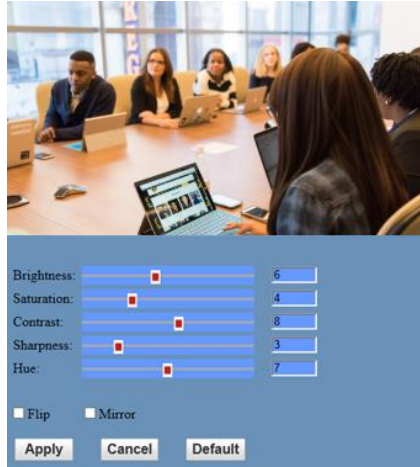 Brightness: 6
Saturation: 4
Contrast: 8
Sharpness: 3
Hue: 7
Flip Mirror
Apply Cancel Default